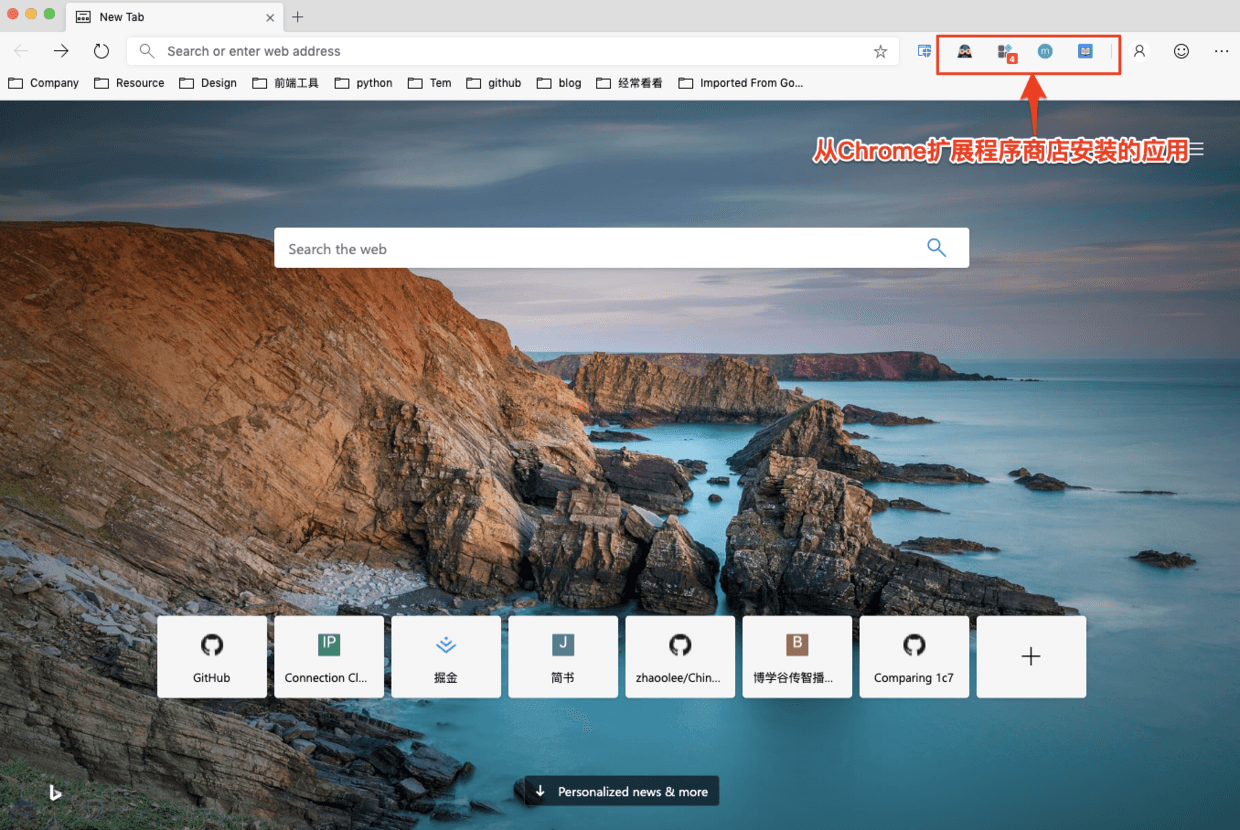 New Tab
Search or enter web address
4
m
Company Resource Design 前端工具 python Tem github blog 经常看看 Imported From Go...
从Chrome扩展程序商店安装的应用
Search the web
IP J B
GitHub Connection Cl... 掘金 简书 zhaoolee/Chin... 博学谷传智播... Comparing 1c7
Personalized news & more